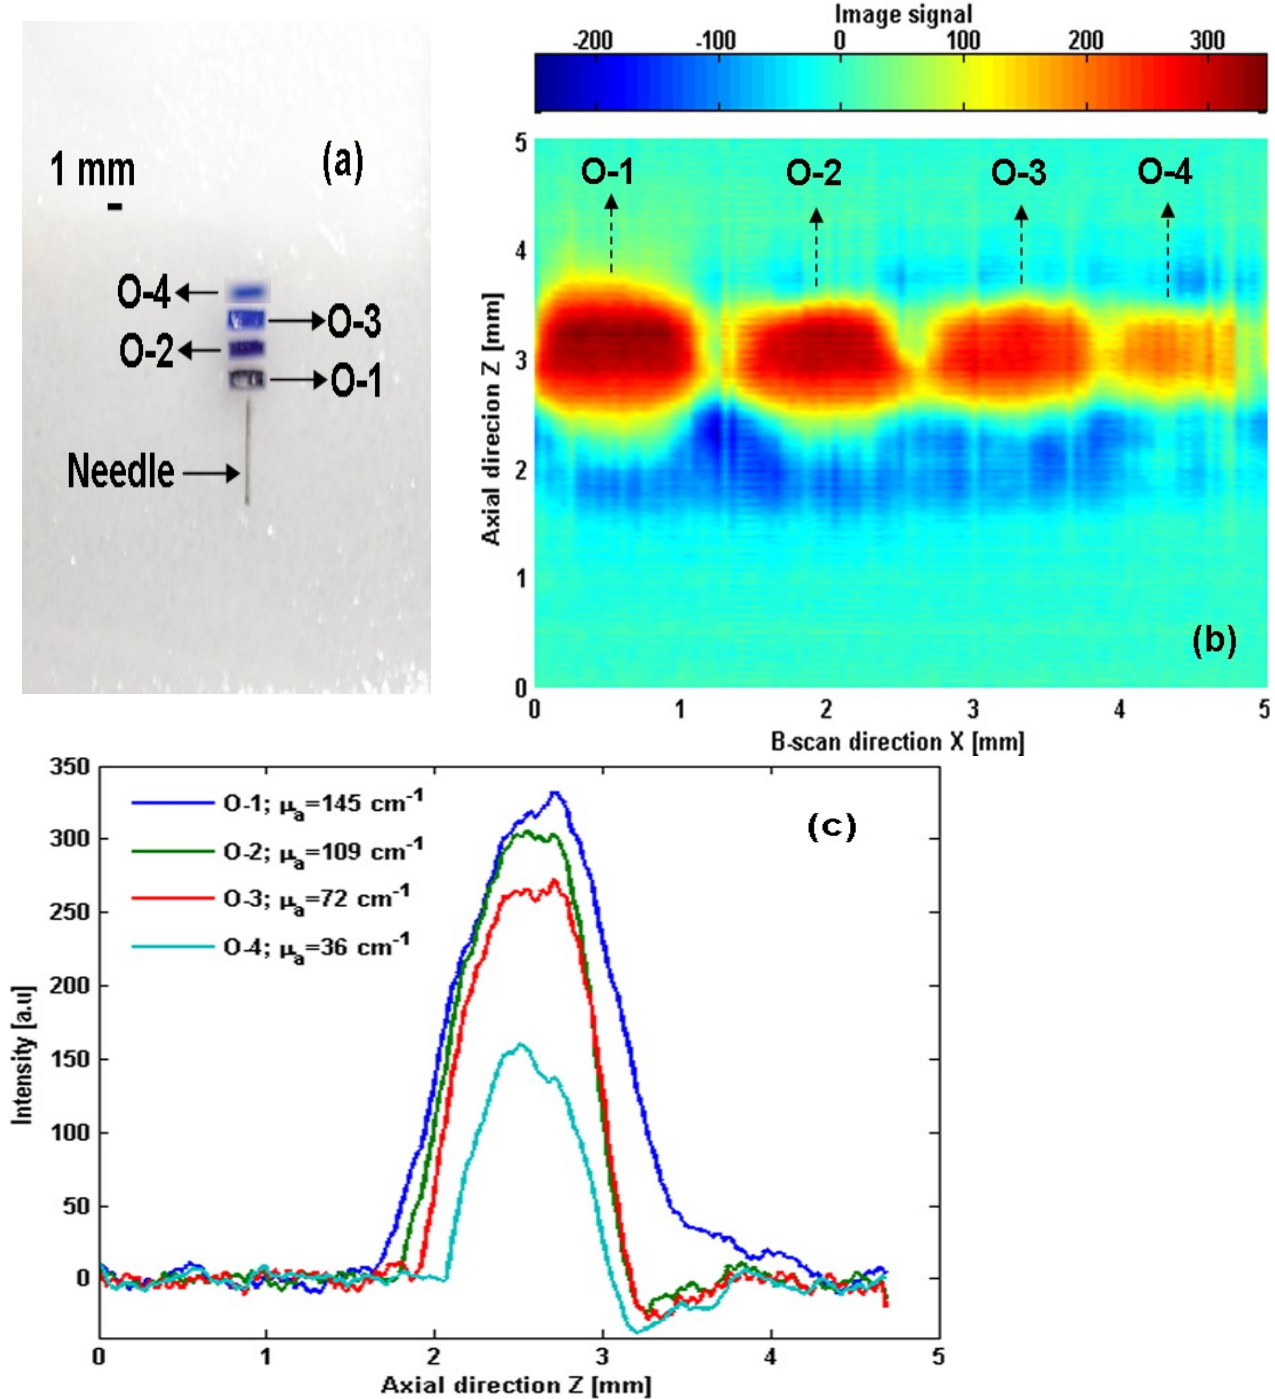 1 mm
(a)
O-4
O-3
O-2
O-1
Needle
Image signal
-200 -100 0 100 200 300
O-1 O-2 O-3 O-4
5
4
3
2
1
0
Axial direcion Z [mm]
(b)
0 1 2 3 4 5
B-scan direction X [mm]
350
300
250
200
150
100
50
0
Intensity [a.u]
O-1; μa=145 cm-1
O-2; μa=109 cm-1
O-3; μa=72 cm-1
O-4; μa=36 cm-1
(c)
0 1 2 3 4 5
Axial direction Z [mm]